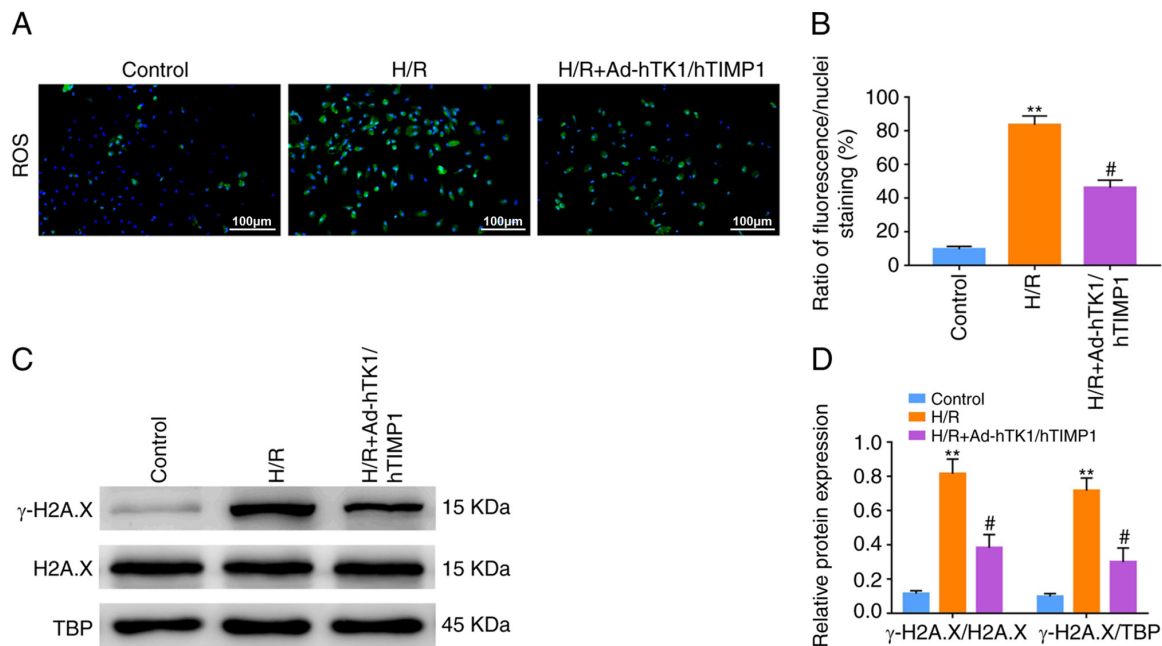 A
Control
H/R
H/R+Ad-hTK1/hTIMP1
ROS
100μm
100μm
100μm
B
Ratio of fluorescence/nuclei
staining (%)
100
80
60
40
20
0
**
#
Control
H/R
H/R+Ad-hTK1/
hTIMP1
C
Control
H/R
H/R+Ad-hTK1/
hTIMP1
γ-H2A.X
15 KDa
H2A.X
15 KDa
TBP
45 KDa
D
Control
H/R
H/R+Ad-hTK1/hTIMP1
Relative protein expression
1.0
0.8
0.6
0.4
0.2
0.0
**
#
**
#
γ-H2A.X/H2A.X
γ-H2A.X/TBP